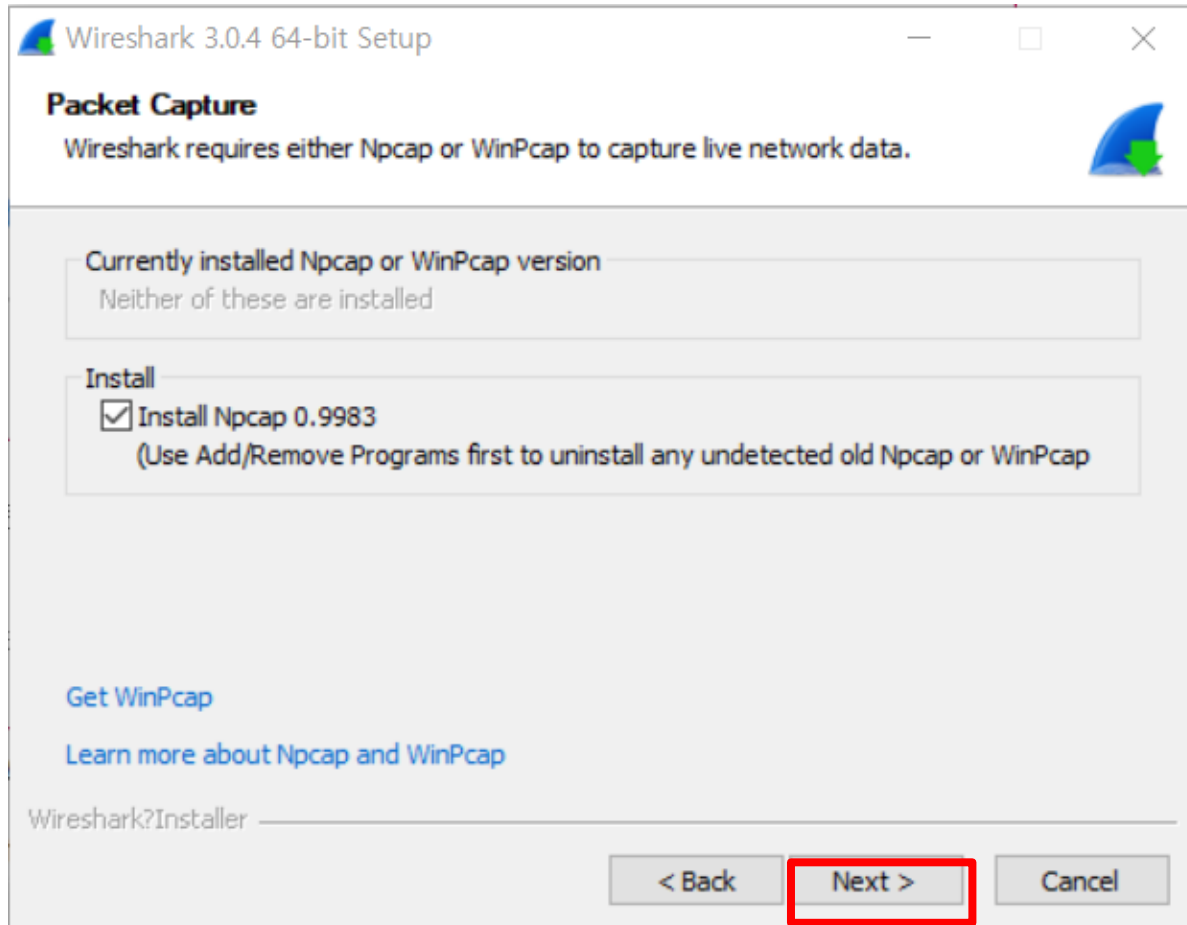 Wireshark 3.0.4 64-bit Setup
Packet Capture
Wireshark requires either Npcap or WinPcap to capture live network data.
Currently installed Npcap or WinPcap version
Neither of these are installed
Install
Install Npcap 0.9983
(Use Add/Remove Programs first to uninstall any undetected old Npcap or WinPcap
Get WinPcap
Learn more about Npcap and WinPcap
Wireshark?Installer
< Back Next > Cancel